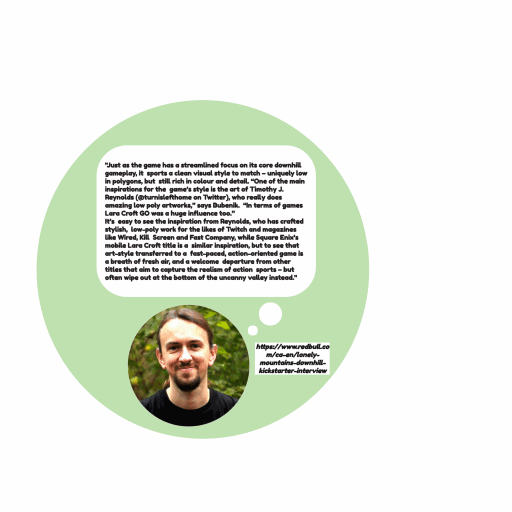 "Just as the game has a streamlined focus on its core downhill
gameplay, it sports a clean visual style to match – uniquely low
in polygons, but still rich in colour and detail. "One of the main
inspirations for the game's style is the art of Timothy J.
Reynolds (@turnislefthome on Twitter), who really does
amazing low poly artworks," says Bubenik. "In terms of games
Lara Croft GO was a huge influence too."
It's easy to see the inspiration from Reynolds, who has crafted
stylish, low-poly work for the likes of Twitch and magazines
like Wired, Kill Screen and Fast Company, while Square Enix's
mobile Lara Croft title is a similar inspiration, but to see that
art-style transferred to a fast-paced, action-oriented game is
a breath of fresh air, and a welcome departure from other
titles that aim to capture the realism of action sports – but
often wipe out at the bottom of the uncanny valley instead."
https://www.redbull.co
m/ca-en/lonely-
mountains-downhill-
kickstarter-interview